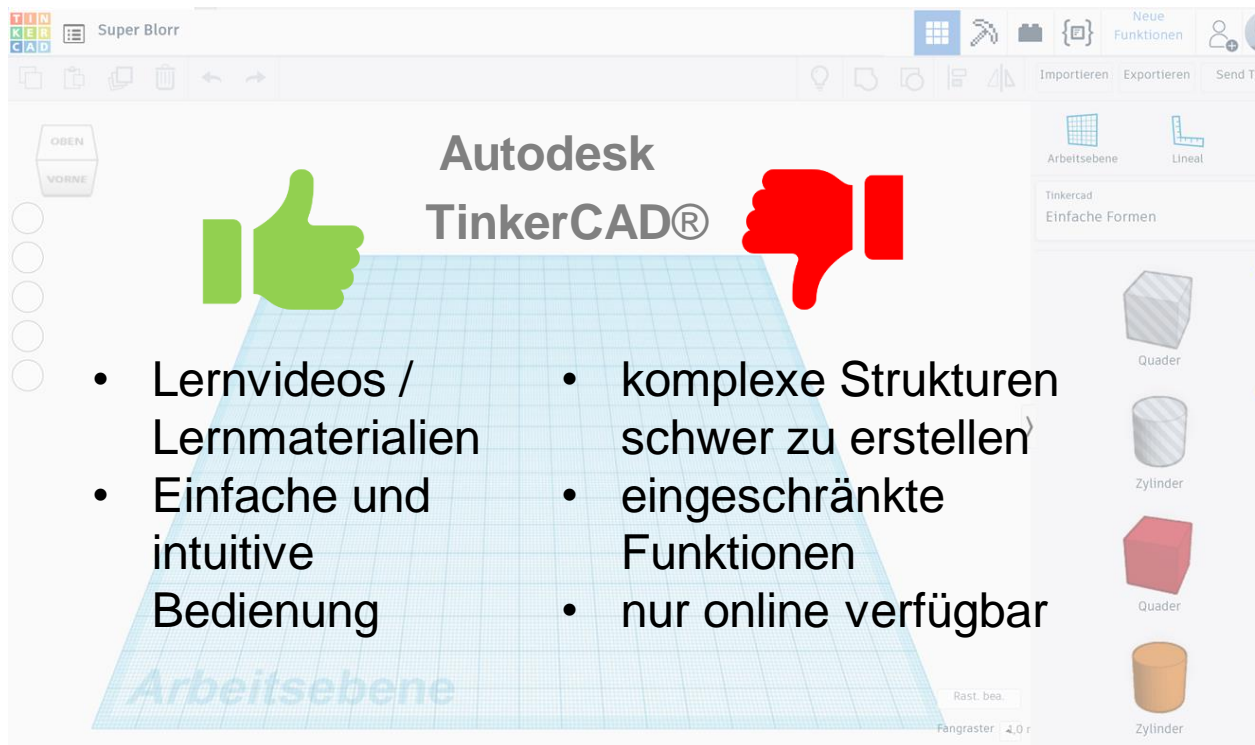 TIN
KER
CAD
Super Blorr
Neue
Funktionen
Importieren Exportieren Send T
OBEN
VORNE
Arbeitsebene Lineal
Tinkercad
Einfache Formen
Autodesk
TinkerCAD®
• Lernvideos /
Lernmaterialien
• Einfache und
intuitive
Bedienung
• komplexe Strukturen
schwer zu erstellen
• eingeschränkte
Funktionen
• nur online verfügbar
Quader
Zylinder
Quader
Zylinder
Arbeitsebene
Rast. bea.
Fangraster 1,0